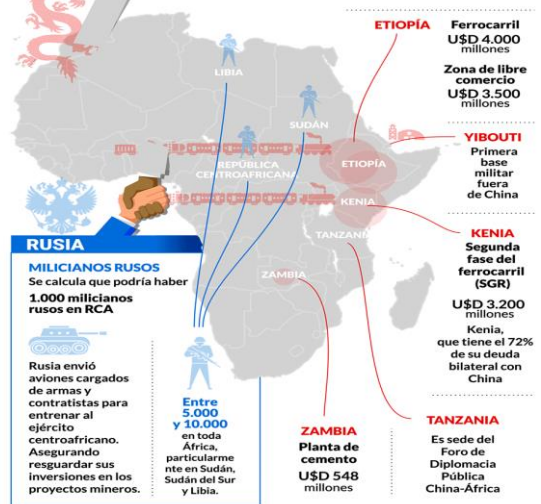 ETIOPÍA
Ferrocarril
U$D 4.000
millones
Zona de libre
comercio
U$D 3.500
millones
LIBIA
SUDÁN
REPÚBLICA
CENTROAFRICANA
ETIOPÍA
KENIA
TANZANI
ZAMBIA
YIBOUTI
Primera
base
militar
fuera
de China
KENIA
Segunda
fase del
ferrocarril
(SGR)
U$D 3.200
millones
Kenia,
que tiene el 72%
de su deuda
bilateral con
China
RUSIA
MILICIANOS RUSOS
Se calcula que podría haber
1.000 milicianos
rusos en RCA
Rusia envió
aviones cargados
de armas y
contratistas para
entrenar al
ejército
centroafricano.
Asegurando
resguardar sus
inversiones en los
proyectos mineros.
Entre
5.000
y 10.000
en toda
África,
particularme
nte en Sudán,
Sudán del Sur
y Libia.
ZAMBIA
Planta de
cemento
U$D 548
millones
TANZANIA
Es sede del
Foro de
Diplomacia
Pública
China-África